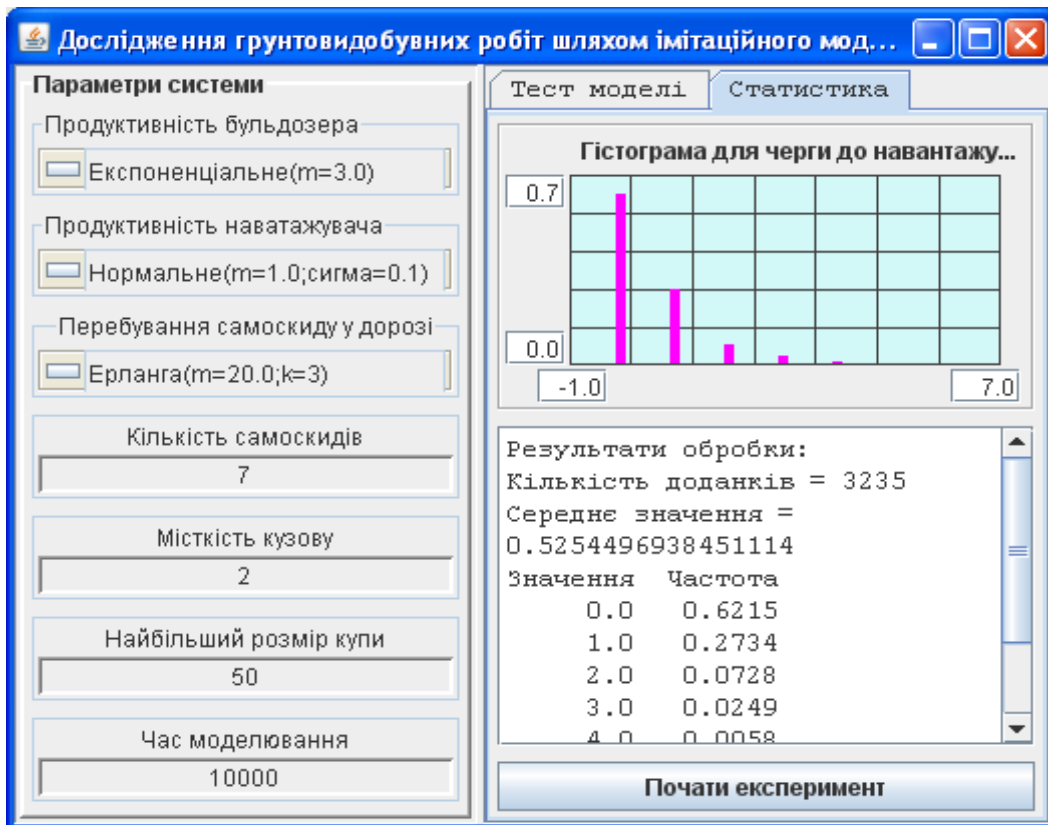 Дослідження грунтовидобувних робіт шляхом імітаційного мод...
Параметри системи
Продуктивність бульдозера
Експоненціальне(m=3.0)
Продуктивність наватажувача
Нормальне(m=1.0;сигма=0.1)
Перебування самоскиду у дорозі
Ерланга(m=20.0;k=3)
Кількість самоскидів
7
Місткість кузову
2
Найбільший розмір купи
50
Час моделювання
10000
Тест моделі
Статистика
Гістограма для черги до навантажу...
0.7
0.0
-1.0
7.0
Результати обробки:
Кількість доданків = 3235
Середнє значення =
0.5254496938451114
Значення Частота
0.0 0.6215
1.0 0.2734
2.0 0.0728
3.0 0.0249
4.0 0.0058
Почати експеримент